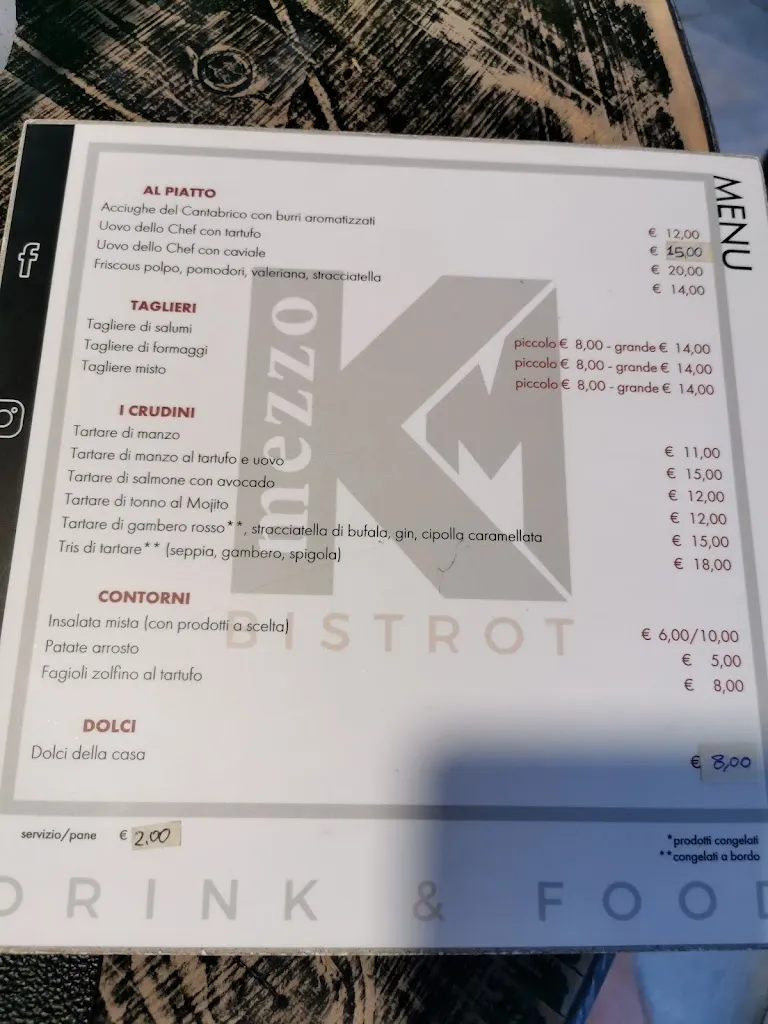 MENU
AL PIATTO
Acciughe del Cantabrico con burri aromatizzati € 12,00
Uovo dello Chef con tartufo € 15,00
Uovo dello Chef con caviale € 20,00
Friscous polpo, pomodori, valeriana, stracciatella € 14,00
TAGLIERI
Tagliere di salumi piccolo € 8,00 - grande € 14,00
Tagliere di formaggi piccolo € 8,00 - grande € 14,00
Tagliere misto piccolo € 8,00 - grande € 14,00
I CRUDINI
Tartare di manzo € 11,00
Tartare di manzo al tartufo e uovo € 15,00
Tartare di salmone con avocado € 12,00
Tartare di tonno al Mojito € 12,00
Tartare di gambero rosso**, stracciatella di bufala, gin, cipolla caramellata € 15,00
Tris di tartare** (seppia, gambero, spigola) € 18,00
CONTORNI
Insalata mista (con prodotti a scelta) € 6,00/10,00
Patate arrosto € 5,00
Fagioli zolfino al tartufo € 8,00
DOLCI
Dolci della casa € 8,00
mezzo
KM
BISTROT
servizio/pane € 2,00
*prodotti congelati
**congelati a bordo
DRINK & FOOD